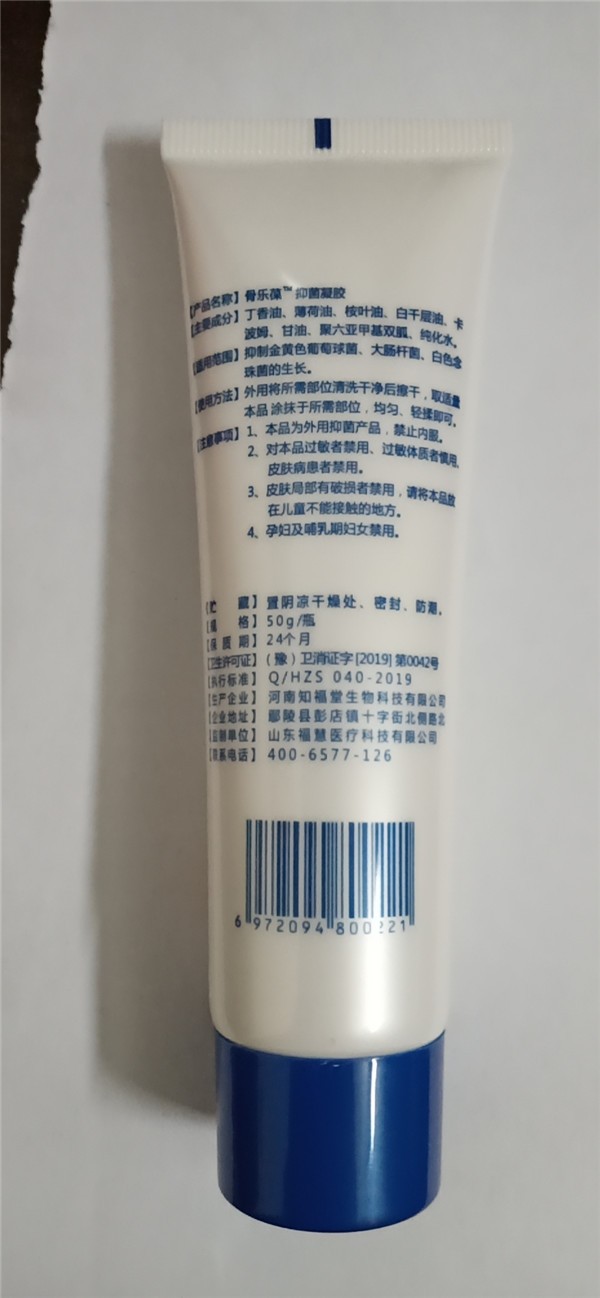 【产品名称】骨乐葆™抑菌凝胶
【主要成分】丁香油、薄荷油、桉叶油、白千层油、卡
波姆、甘油、聚六亚甲基双胍、纯化水。
【适用范围】抑制金黄色葡萄球菌、大肠杆菌、白色念
珠菌的生长。
【使用方法】外用将所需部位清洗干净后擦干，取适量
本品涂抹于所需部位，均匀、轻揉即可。
【注意事项】1、本品为外用抑菌产品，禁止内服。
2、对本品过敏者禁用、过敏体质者慎用、
皮肤病患者禁用。
3、皮肤局部有破损者禁用，请将本品放
在儿童不能接触的地方。
4、孕妇及哺乳期妇女禁用。
【贮 藏】置阴凉干燥处、密封、防潮。
【规 格】50g/瓶
【保 质 期】24个月
【卫生许可证】(豫)卫消证字[2019]第0042号
【执行标准】Q/HZS 040-2019
【生产企业】河南知福堂生物科技有限公司
【企业地址】鄢陵县彭店镇十字街北侧路北
【监制单位】山东福慧医疗科技有限公司
【联系电话】400-6577-126
6 972094 800221